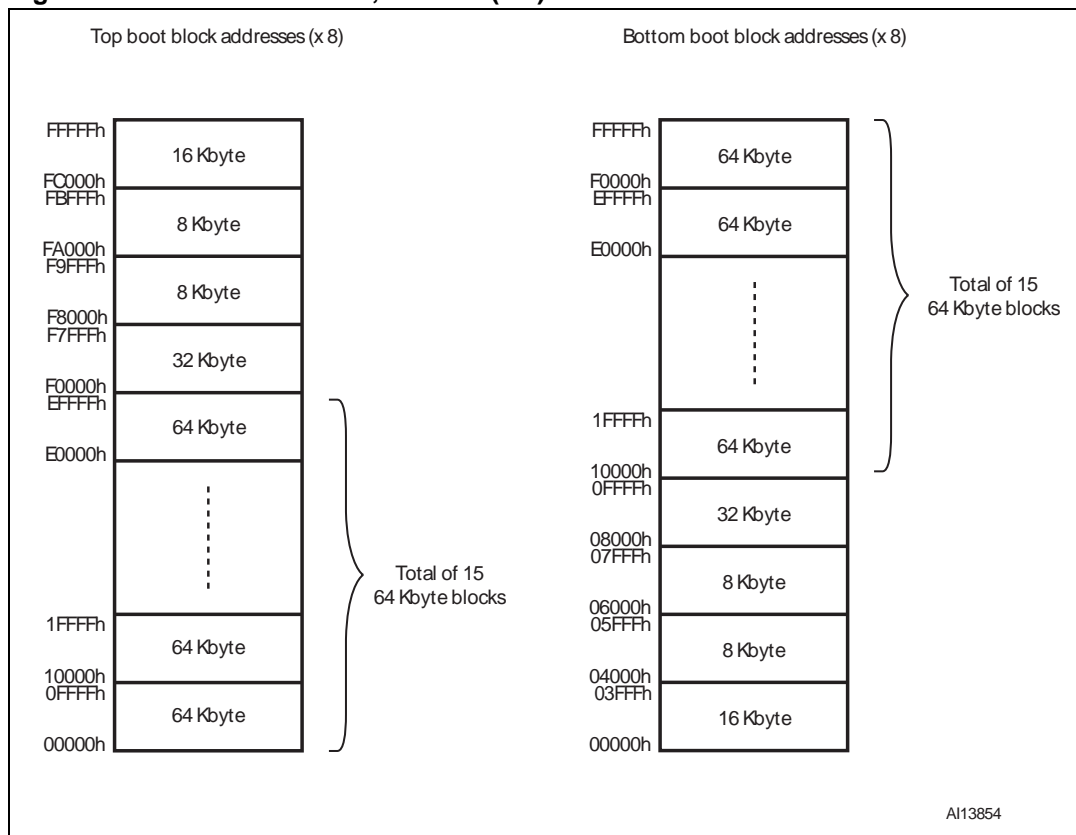 Top boot block addresses (x 8)
FFFFFh
16 Kbyte
FC000h
FBFFFh
8 Kbyte
FA000h
F9FFFh
8 Kbyte
F8000h
F7FFFh
32 Kbyte
F0000h
EFFFFh
64 Kbyte
E0000h
Total of 15
64 Kbyte blocks
1FFFFh
64 Kbyte
10000h
0FFFFh
64 Kbyte
00000h
Bottom boot block addresses (x 8)
FFFFFh
64 Kbyte
F0000h
EFFFFh
64 Kbyte
E0000h
Total of 15
64 Kbyte blocks
1FFFFh
64 Kbyte
10000h
0FFFFh
32 Kbyte
08000h
07FFFh
8 Kbyte
06000h
05FFFh
8 Kbyte
04000h
03FFFh
16 Kbyte
00000h
AI13854